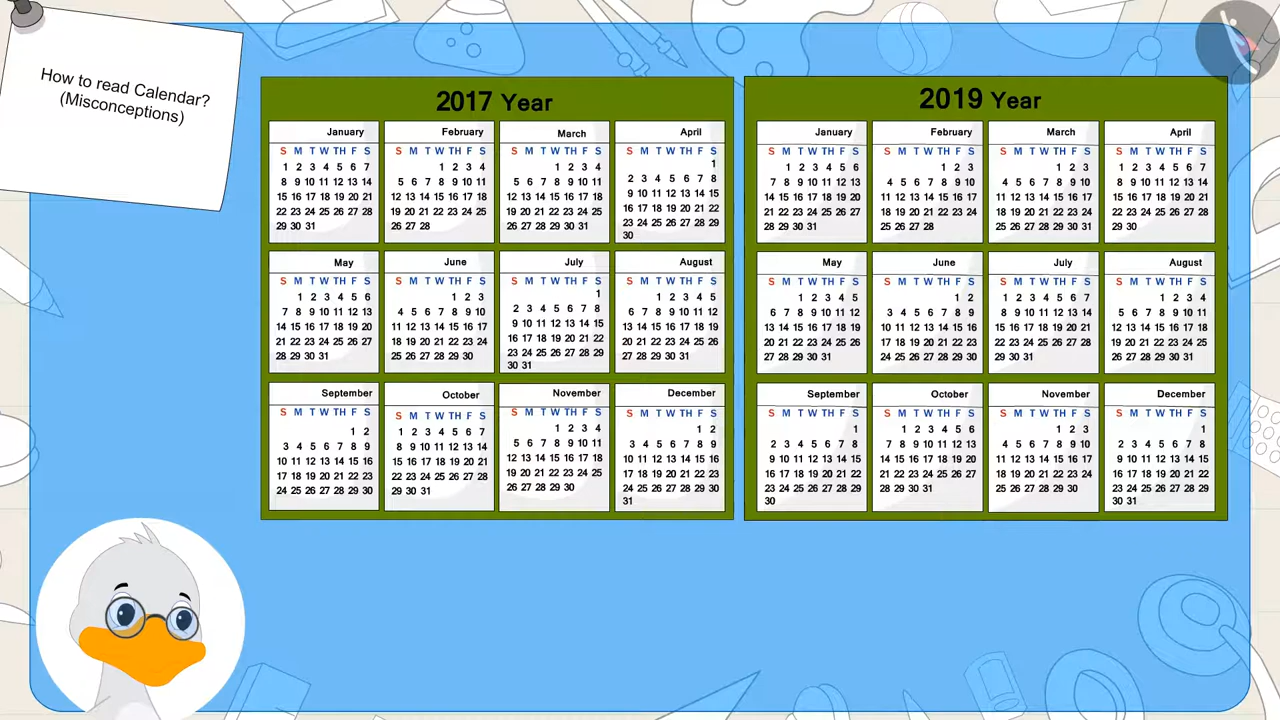 How to read Calendar?
(Misconceptions)
2017 Year
January
S M T W TH F S
1 2 3 4 5 6 7
8 9 10 11 12 13 14
15 16 17 18 19 20 21
22 23 24 25 26 27 28
29 30 31
February
S M T W TH F S
1 2 3 4
5 6 7 8 9 10 11
12 13 14 15 16 17 18
19 20 21 22 23 24 25
26 27 28
March
S M T W TH F S
1 2 3 4
5 6 7 8 9 10 11
12 13 14 15 16 17 18
19 20 21 22 23 24 25
26 27 28 29 30 31
April
S M T W TH F S
1
2 3 4 5 6 7 8
9 10 11 12 13 14 15
16 17 18 19 20 21 22
23 24 25 26 27 28 29
30
May
S M T W TH F S
1 2 3 4 5 6
7 8 9 10 11 12 13
14 15 16 17 18 19 20
21 22 23 24 25 26 27
28 29 30 31
June
S M T W TH F S
1 2 3
4 5 6 7 8 9 10
11 12 13 14 15 16 17
18 19 20 21 22 23 24
25 26 27 28 29 30
July
S M T W TH F S
1
2 3 4 5 6 7 8
9 10 11 12 13 14 15
16 17 18 19 20 21 22
23 24 25 26 27 28 29
30 31
August
S M T W TH F S
1 2 3 4 5
6 7 8 9 10 11 12
13 14 15 16 17 18 19
20 21 22 23 24 25 26
27 28 29 30 31
September
S M T W TH F S
1 2
3 4 5 6 7 8 9
10 11 12 13 14 15 16
17 18 19 20 21 22 23
24 25 26 27 28 29 30
October
S M T W TH F S
1 2 3 4 5 6 7
8 9 10 11 12 13 14
15 16 17 18 19 20 21
22 23 24 25 26 27 28
29 30 31
November
S M T W TH F S
1 2 3 4
5 6 7 8 9 10 11
12 13 14 15 16 17 18
19 20 21 22 23 24 25
26 27 28 29 30
December
S M T W TH F S
1 2
3 4 5 6 7 8 9
10 11 12 13 14 15 16
17 18 19 20 21 22 23
24 25 26 27 28 29 30
31
2019 Year
January
S M T W TH F S
1 2 3 4 5 6
7 8 9 10 11 12 13
14 15 16 17 18 19 20
21 22 23 24 25 26 27
28 29 30 31
February
S M T W TH F S
1 2 3
4 5 6 7 8 9 10
11 12 13 14 15 16 17
18 19 20 21 22 23 24
25 26 27 28
March
S M T W TH F S
1 2 3
4 5 6 7 8 9 10
11 12 13 14 15 16 17
18 19 20 21 22 23 24
25 26 27 28 29 30 31
April
S M T W TH F S
1 2 3 4 5 6 7
8 9 10 11 12 13 14
15 16 17 18 19 20 21
22 23 24 25 26 27 28
29 30
May
S M T W TH F S
1 2 3 4 5
6 7 8 9 10 11 12
13 14 15 16 17 18 19
20 21 22 23 24 25 26
27 28 29 30 31
June
S M T W TH F S
1 2
3 4 5 6 7 8 9
10 11 12 13 14 15 16
17 18 19 20 21 22 23
24 25 26 27 28 29 30
July
S M T W TH F S
1 2 3 4 5 6 7
8 9 10 11 12 13 14
15 16 17 18 19 20 21
22 23 24 25 26 27 28
29 30 31
August
S M T W TH F S
1 2 3 4
5 6 7 8 9 10 11
12 13 14 15 16 17 18
19 20 21 22 23 24 25
26 27 28 29 30 31
September
S M T W TH F S
1
2 3 4 5 6 7 8
9 10 11 12 13 14 15
16 17 18 19 20 21 22
23 24 25 26 27 28 29
30
October
S M T W TH F S
1 2 3 4 5 6
7 8 9 10 11 12 13
14 15 16 17 18 19 20
21 22 23 24 25 26 27
28 29 30 31
November
S M T W TH F S
1 2 3
4 5 6 7 8 9 10
11 12 13 14 15 16 17
18 19 20 21 22 23 24
25 26 27 28 29 30
December
S M T W TH F S
1
2 3 4 5 6 7 8
9 10 11 12 13 14 15
16 17 18 19 20 21 22
23 24 25 26 27 28 29
30 31